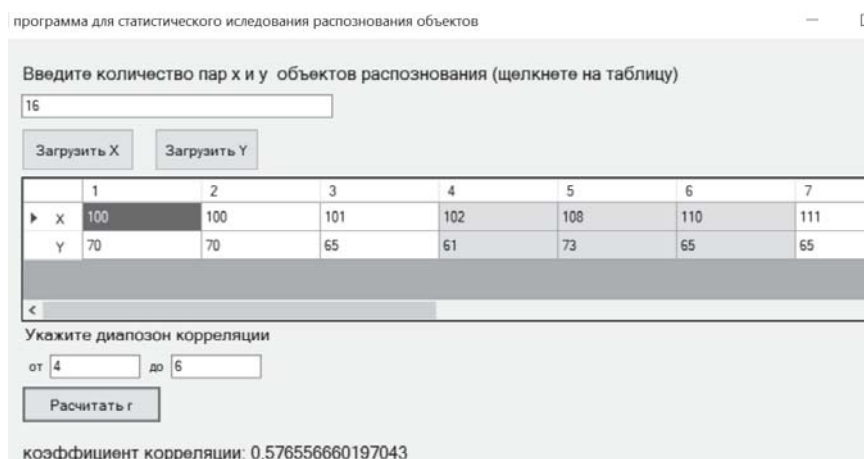 программа для статистического иследования распознования объектов
Введите количество пар x и y объектов распознования (щелкнете на таблицу)
16
Загрузить X Загрузить Y
1 2 3 4 5 6 7
X 100 100 101 102 108 110 111
Y 70 70 65 61 73 65 65
Укажите диапозон корреляции
от 4 до 6
Расчитать r
коэффициент корреляции: 0,576556660197043